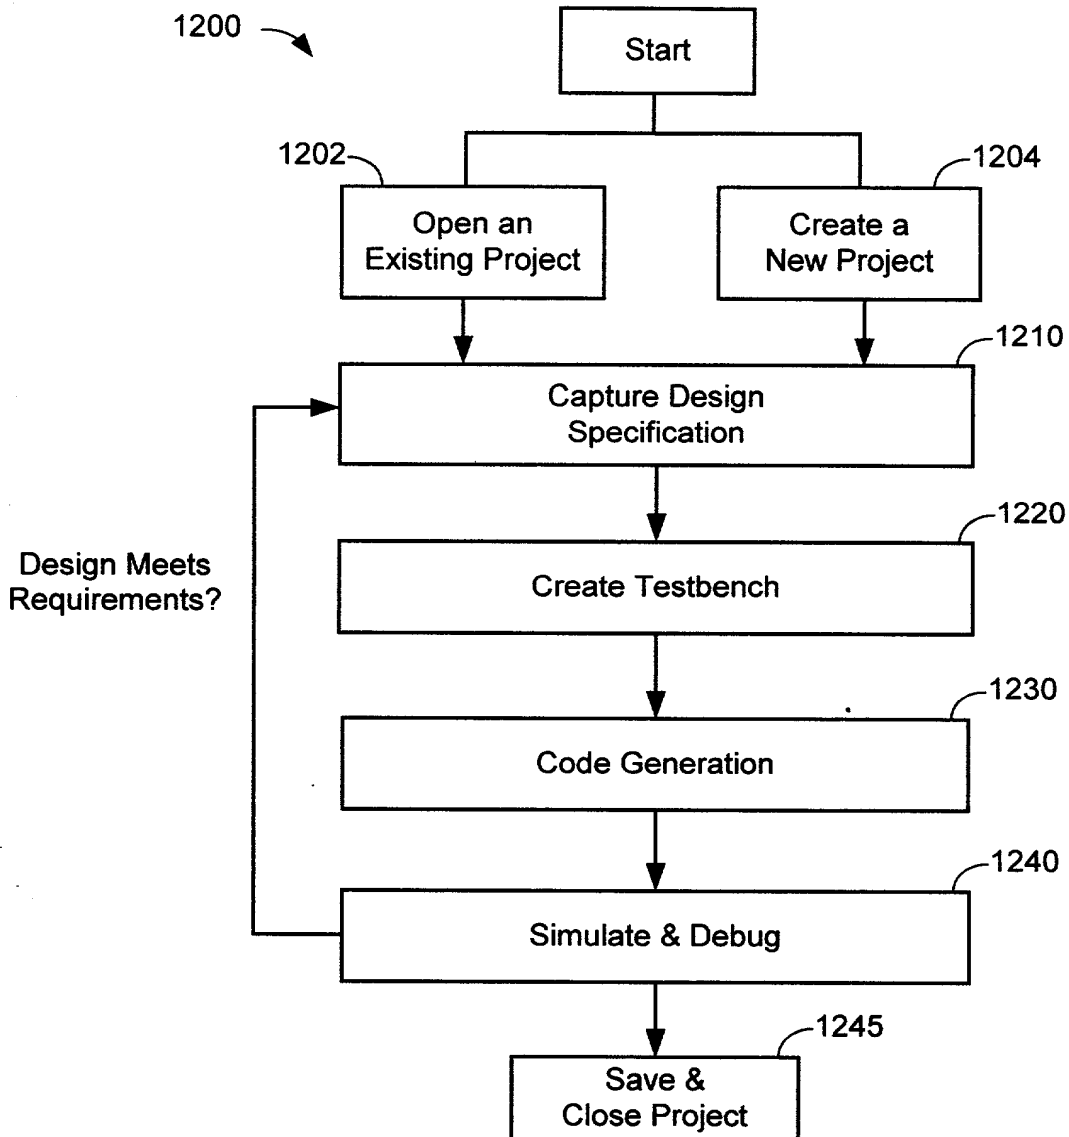 1200
Start
1202
1204
Open an
Existing Project
Create a
New Project
1210
Capture Design
Specification
1220
Design Meets
Requirements?
Create Testbench
1230
Code Generation
1240
Simulate & Debug
1245
Save &
Close Project